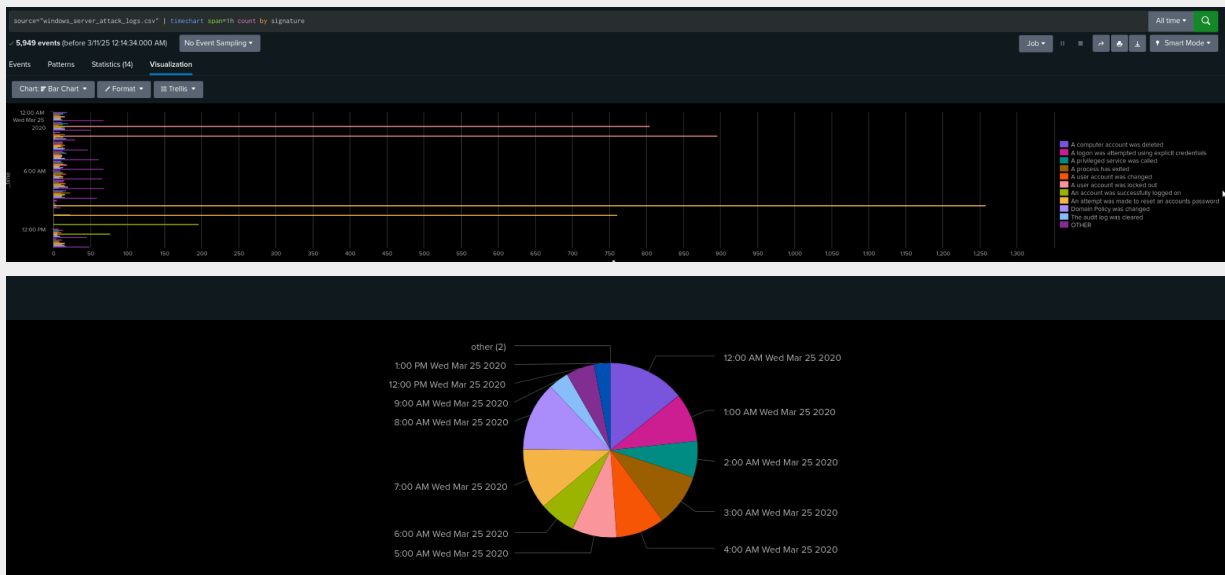 source="windows_server_attack_logs.csv" | timechart span=1h count by signature
All time
5,949 events (before 3/11/25 12:14:34.000 AM)
No Event Sampling
Job
Smart Mode
Events
Patterns
Statistics (14)
Visualization
Chart: Bar Chart
Format
Trellis
12:00 AM
Wed Mar 25
2020
6:00 AM
12:00 PM
_time
0 50 100 150 200 250 300 350 400 450 500 550 600 650 700 750 800 850 900 950 1,000 1,050 1,100 1,150 1,200 1,250 1,300
A computer account was deleted
A logon was attempted using explicit credentials
A privileged service was called
A process has exited
A user account was changed
A user account was locked out
An account was successfully logged on
An attempt was made to reset an accounts password
Domain Policy was changed
The audit log was cleared
OTHER
other (2)
1:00 PM Wed Mar 25 2020
12:00 PM Wed Mar 25 2020
9:00 AM Wed Mar 25 2020
8:00 AM Wed Mar 25 2020
7:00 AM Wed Mar 25 2020
6:00 AM Wed Mar 25 2020
5:00 AM Wed Mar 25 2020
12:00 AM Wed Mar 25 2020
1:00 AM Wed Mar 25 2020
2:00 AM Wed Mar 25 2020
3:00 AM Wed Mar 25 2020
4:00 AM Wed Mar 25 2020